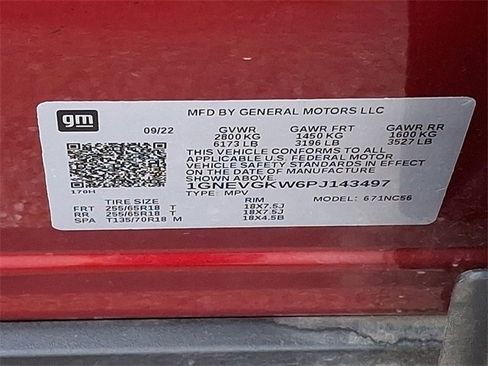 gm
MFD BY GENERAL MOTORS LLC
09/22 GVWR GAWR FRT GAWR RR
2800 KG 1450 KG 1600 KG
6173 LB 3196 LB 3527 LB
THIS VEHICLE CONFORMS TO ALL
APPLICABLE U.S. FEDERAL MOTOR
VEHICLE SAFETY STANDARDS IN EFFECT
ON THE DATE OF MANUFACTURE
SHOWN ABOVE.
1GNEVGKW6PJ143497
170H TYPE: MPV MODEL: 671NC56
TIRE SIZE RIM
FRT 255/65R18 T 18X7.5J
RR 255/65R18 T 18X7.5J
SPA T135/70R18 M 18X4.5B